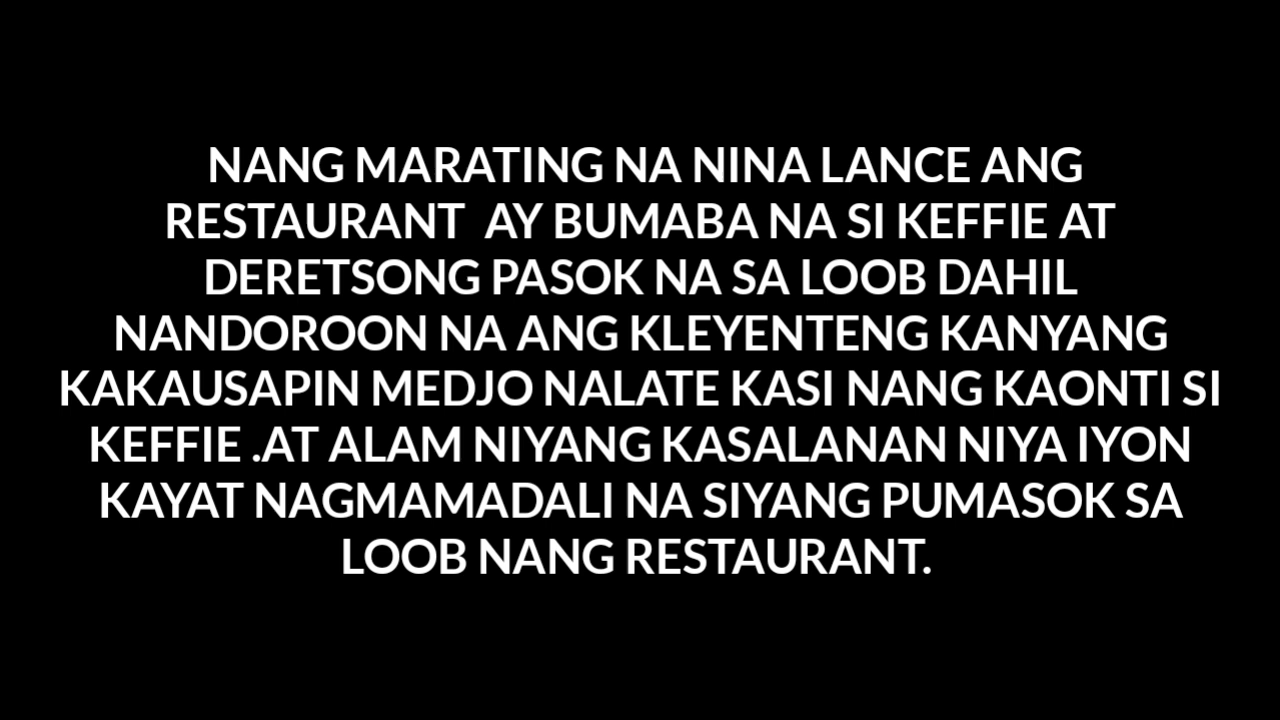 NANG MARATING NA NINA LANCE ANG
RESTAURANT  AY BUMABA NA SI KEFFIE AT
DERETSONG PASOK NA SA LOOB DAHIL
NANDOROON NA ANG KLEYENTENG KANYANG
KAKAUSAPIN MEDJO NALATE KASI NANG KAONTI SI
KEFFIE .AT ALAM NIYANG KASALANAN NIYA IYON
KAYAT NAGMAMADALI NA SIYANG PUMASOK SA
LOOB NANG RESTAURANT.